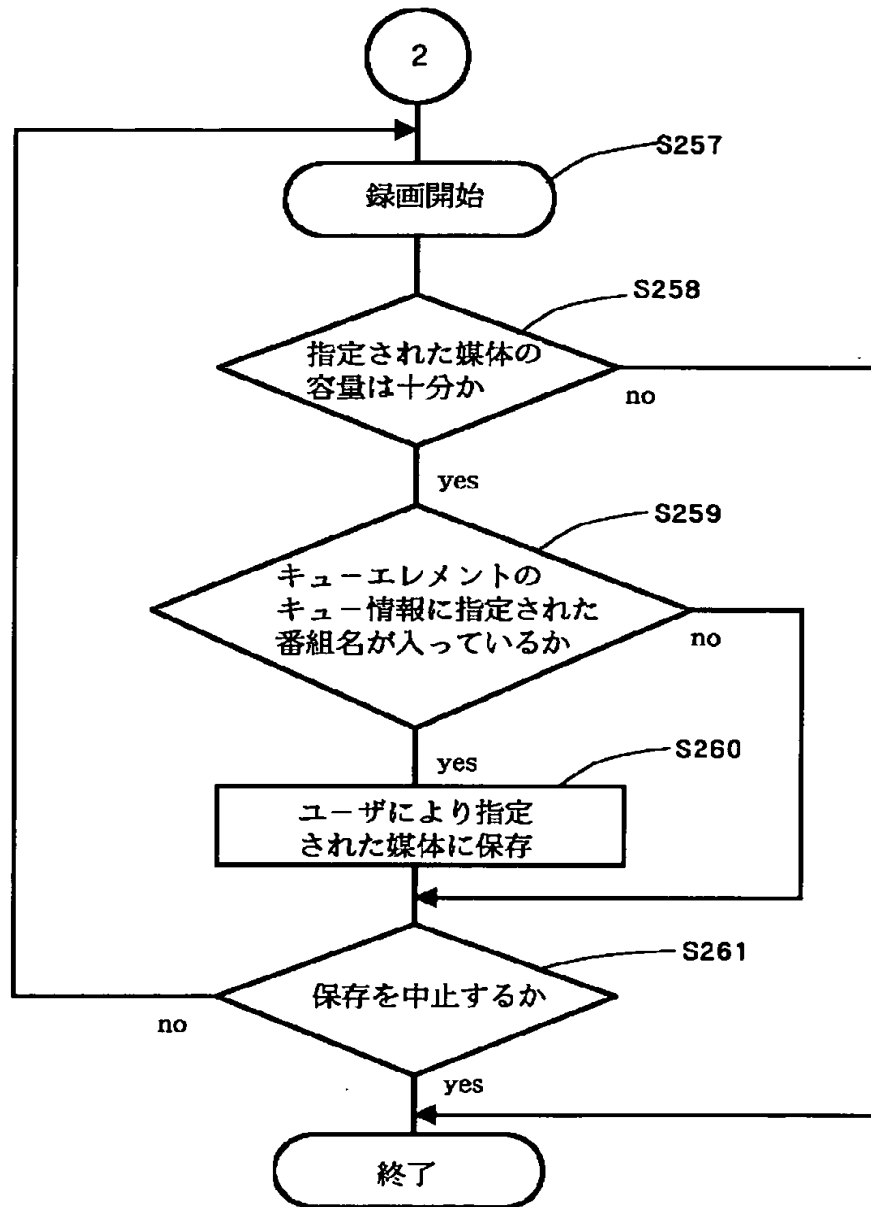 2
S257
録画開始
S258
指定された媒体の
容量は十分か
no
yes
S259
キューエレメントの
キュー情報に指定された
番組名が入っているか
no
yes
S260
ユーザにより指定
された媒体に保存
S261
保存を中止するか
no
yes
終了